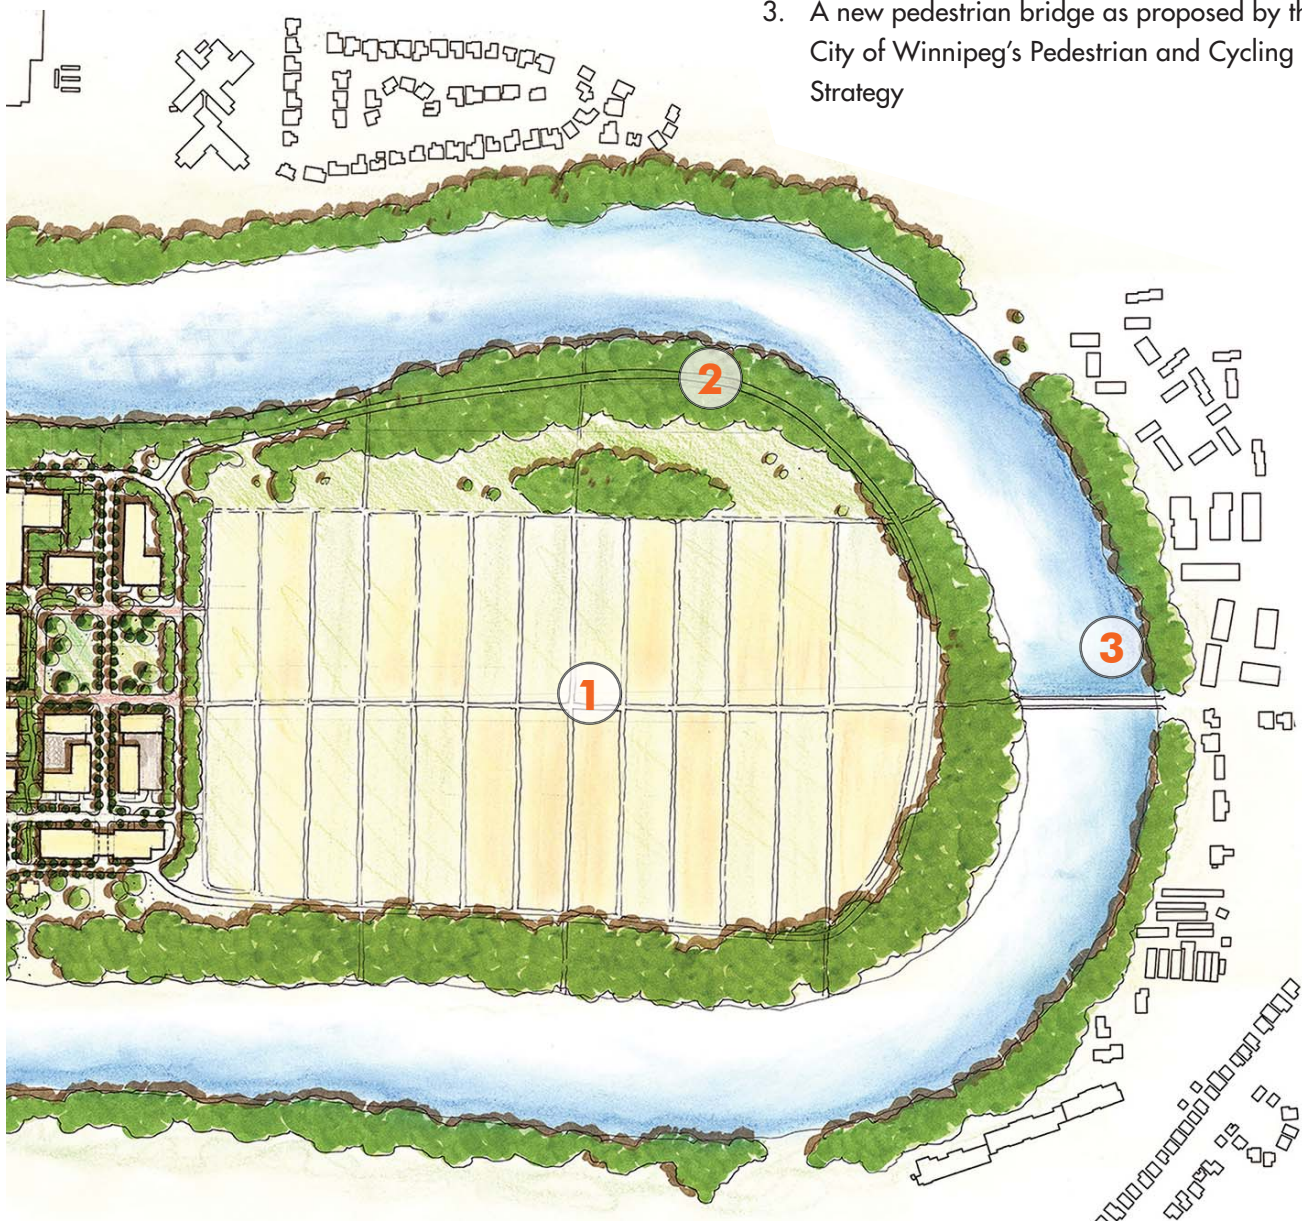 3. A new pedestrian bridge as proposed by th
City of Winnipeg’s Pedestrian and Cycling
Strategy
2
3
1